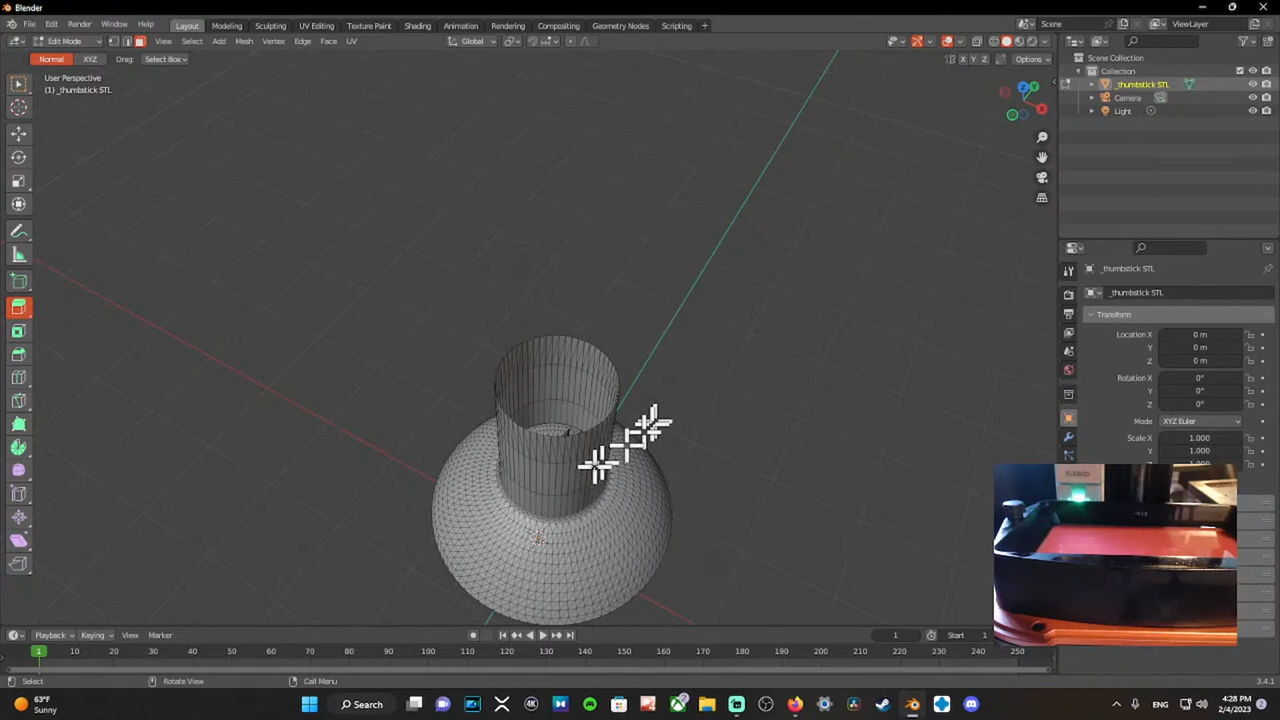 Blender
File Edit Render Window Help Layout Modeling Sculpting UV Editing Texture Paint Shading Animation Rendering Compositing Geometry Nodes Scripting + Scene ViewLayer
Edit Mode View Select Add Mesh Vertex Edge Face UV Global
Normal XYZ Drag: Select Box X Y Z Options
User Perspective
(1) _thumbstick STL
Z Y X
Scene Collection
Collection
_thumbstick STL
Camera
Light
_thumbstick STL
_thumbstick STL
Transform
Location X 0 m
Y 0 m
Z 0 m
Rotation X 0°
Y 0°
Z 0°
Mode XYZ Euler
Scale X 1.000
Y 1.000
Playback Keying View Marker 1 Start 1
1 10 20 30 40 50 60 70 80 90 100 110 120 130 140 150 160 170 180 190 200 210 220 230 240 250
Select Rotate View Call Menu 3.4.1
63°F
Sunny
Search
ENG
4:28 PM
2/4/2023